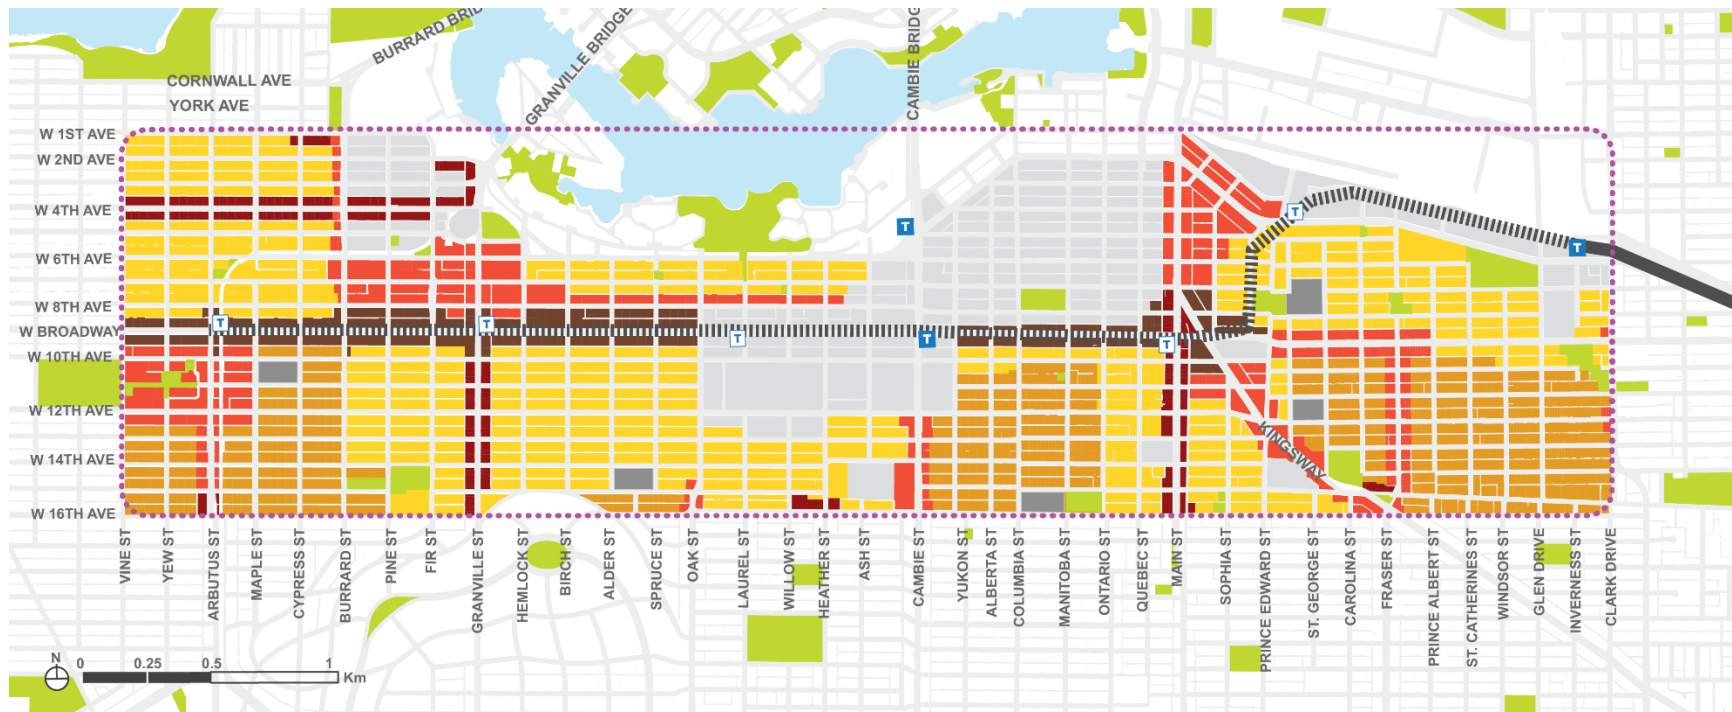 BURRARD BRID
GRANVILLE BRIDGE
CAMBIE BRIDG
CORNWALL AVE
YORK AVE
W 1ST AVE
W 2ND AVE
W 4TH AVE
W 6TH AVE
W 8TH AVE
W BROADWAY
W 10TH AVE
W 12TH AVE
W 14TH AVE
W 16TH AVE
T
T
T
T
T
T
T
T
KINGSWAY
VINE ST
YEW ST
ARBUTUS ST
MAPLE ST
CYPRESS ST
BURRARD ST
PINE ST
FIR ST
GRANVILLE ST
HEMLOCK ST
BIRCH ST
ALDER ST
SPRUCE ST
OAK ST
LAUREL ST
WILLOW ST
HEATHER ST
ASH ST
CAMBIE ST
YUKON ST
ALBERTA ST
COLUMBIA ST
MANITOBA ST
ONTARIO ST
QUEBEC ST
MAIN ST
SOPHIA ST
PRINCE EDWARD ST
ST. GEORGE ST
CAROLINA ST
FRASER ST
PRINCE ALBERT ST
ST. CATHERINES ST
WINDSOR ST
GLEN DRIVE
INVERNESS ST
CLARK DRIVE
N
0 0.25 0.5 1
Km